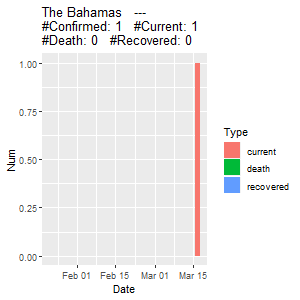 The Bahamas   ---
#Confirmed: 1   #Current: 1
#Death: 0   #Recovered: 0
1.00
0.75
0.50
0.25
0.00
Num
Feb 01   Feb 15   Mar 01   Mar 15
Date
Type
current
death
recovered